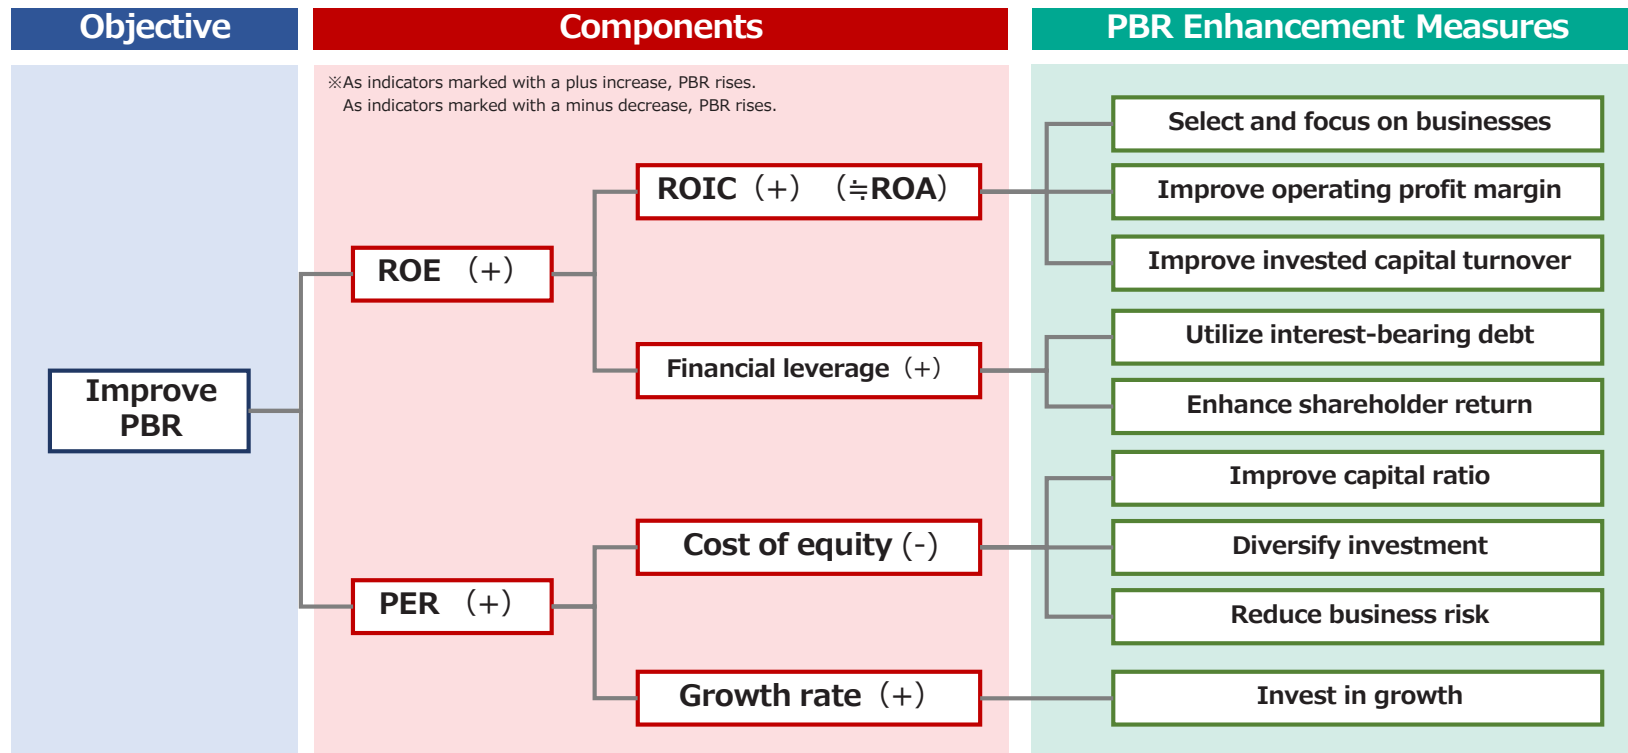 Objective
Components
PBR Enhancement Measures
※As indicators marked with a plus increase, PBR rises.
As indicators marked with a minus decrease, PBR rises.
Improve
PBR
ROE （+）
PER （+）
ROIC（+）（≒ROA）
Financial leverage（+）
Cost of equity (-)
Growth rate（+）
Select and focus on businesses
Improve operating profit margin
Improve invested capital turnover
Utilize interest-bearing debt
Enhance shareholder return
Improve capital ratio
Diversify investment
Reduce business risk
Invest in growth